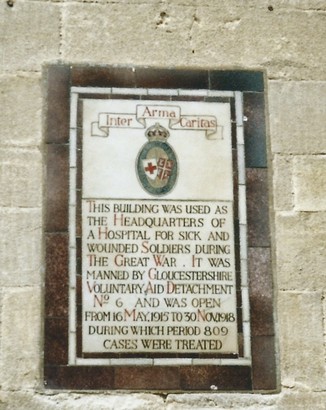 Inter Arma Caritas
THIS BUILDING WAS USED AS
THE HEADQUARTERS OF
A HOSPITAL FOR SICK AND
WOUNDED SOLDIERS DURING
THE GREAT WAR. IT WAS
MANNED BY GLOUCESTERSHIRE
VOLUNTARY AID DETACHMENT
No 6 AND WAS OPEN
FROM 16 MAY, 1915 TO 30 NOV, 1918
DURING WHICH PERIOD 809
CASES WERE TREATED